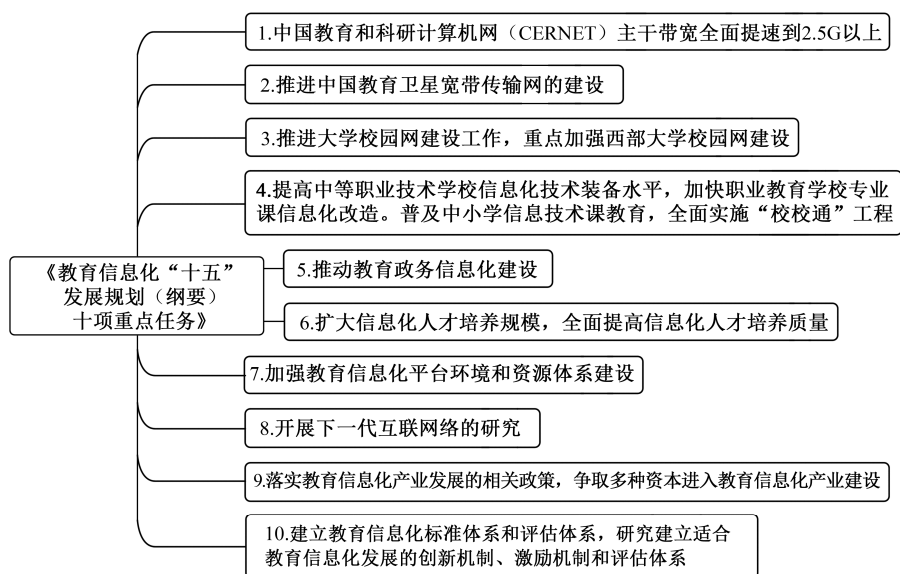 1.中国教育和科研计算机网（CERNET）主干带宽全面提速到2.5G以上
2.推进中国教育卫星宽带传输网的建设
3.推进大学校园网建设工作，重点加强西部大学校园网建设
4.提高中等职业技术学校信息化技术装备水平，加快职业教育学校专业
课信息化改造。普及中小学信息技术课教育，全面实施“校校通”工程
《教育信息化“十五”
发展规划（纲要）
十项重点任务》
5.推动教育政务信息化建设
6.扩大信息化人才培养规模，全面提高信息化人才培养质量
7.加强教育信息化平台环境和资源体系建设
8.开展下一代互联网络的研究
9.落实教育信息化产业发展的相关政策，争取多种资本进入教育信息化产业建设
10.建立教育信息化标准体系和评估体系，研究建立适合
教育信息化发展的创新机制、激励机制和评估体系